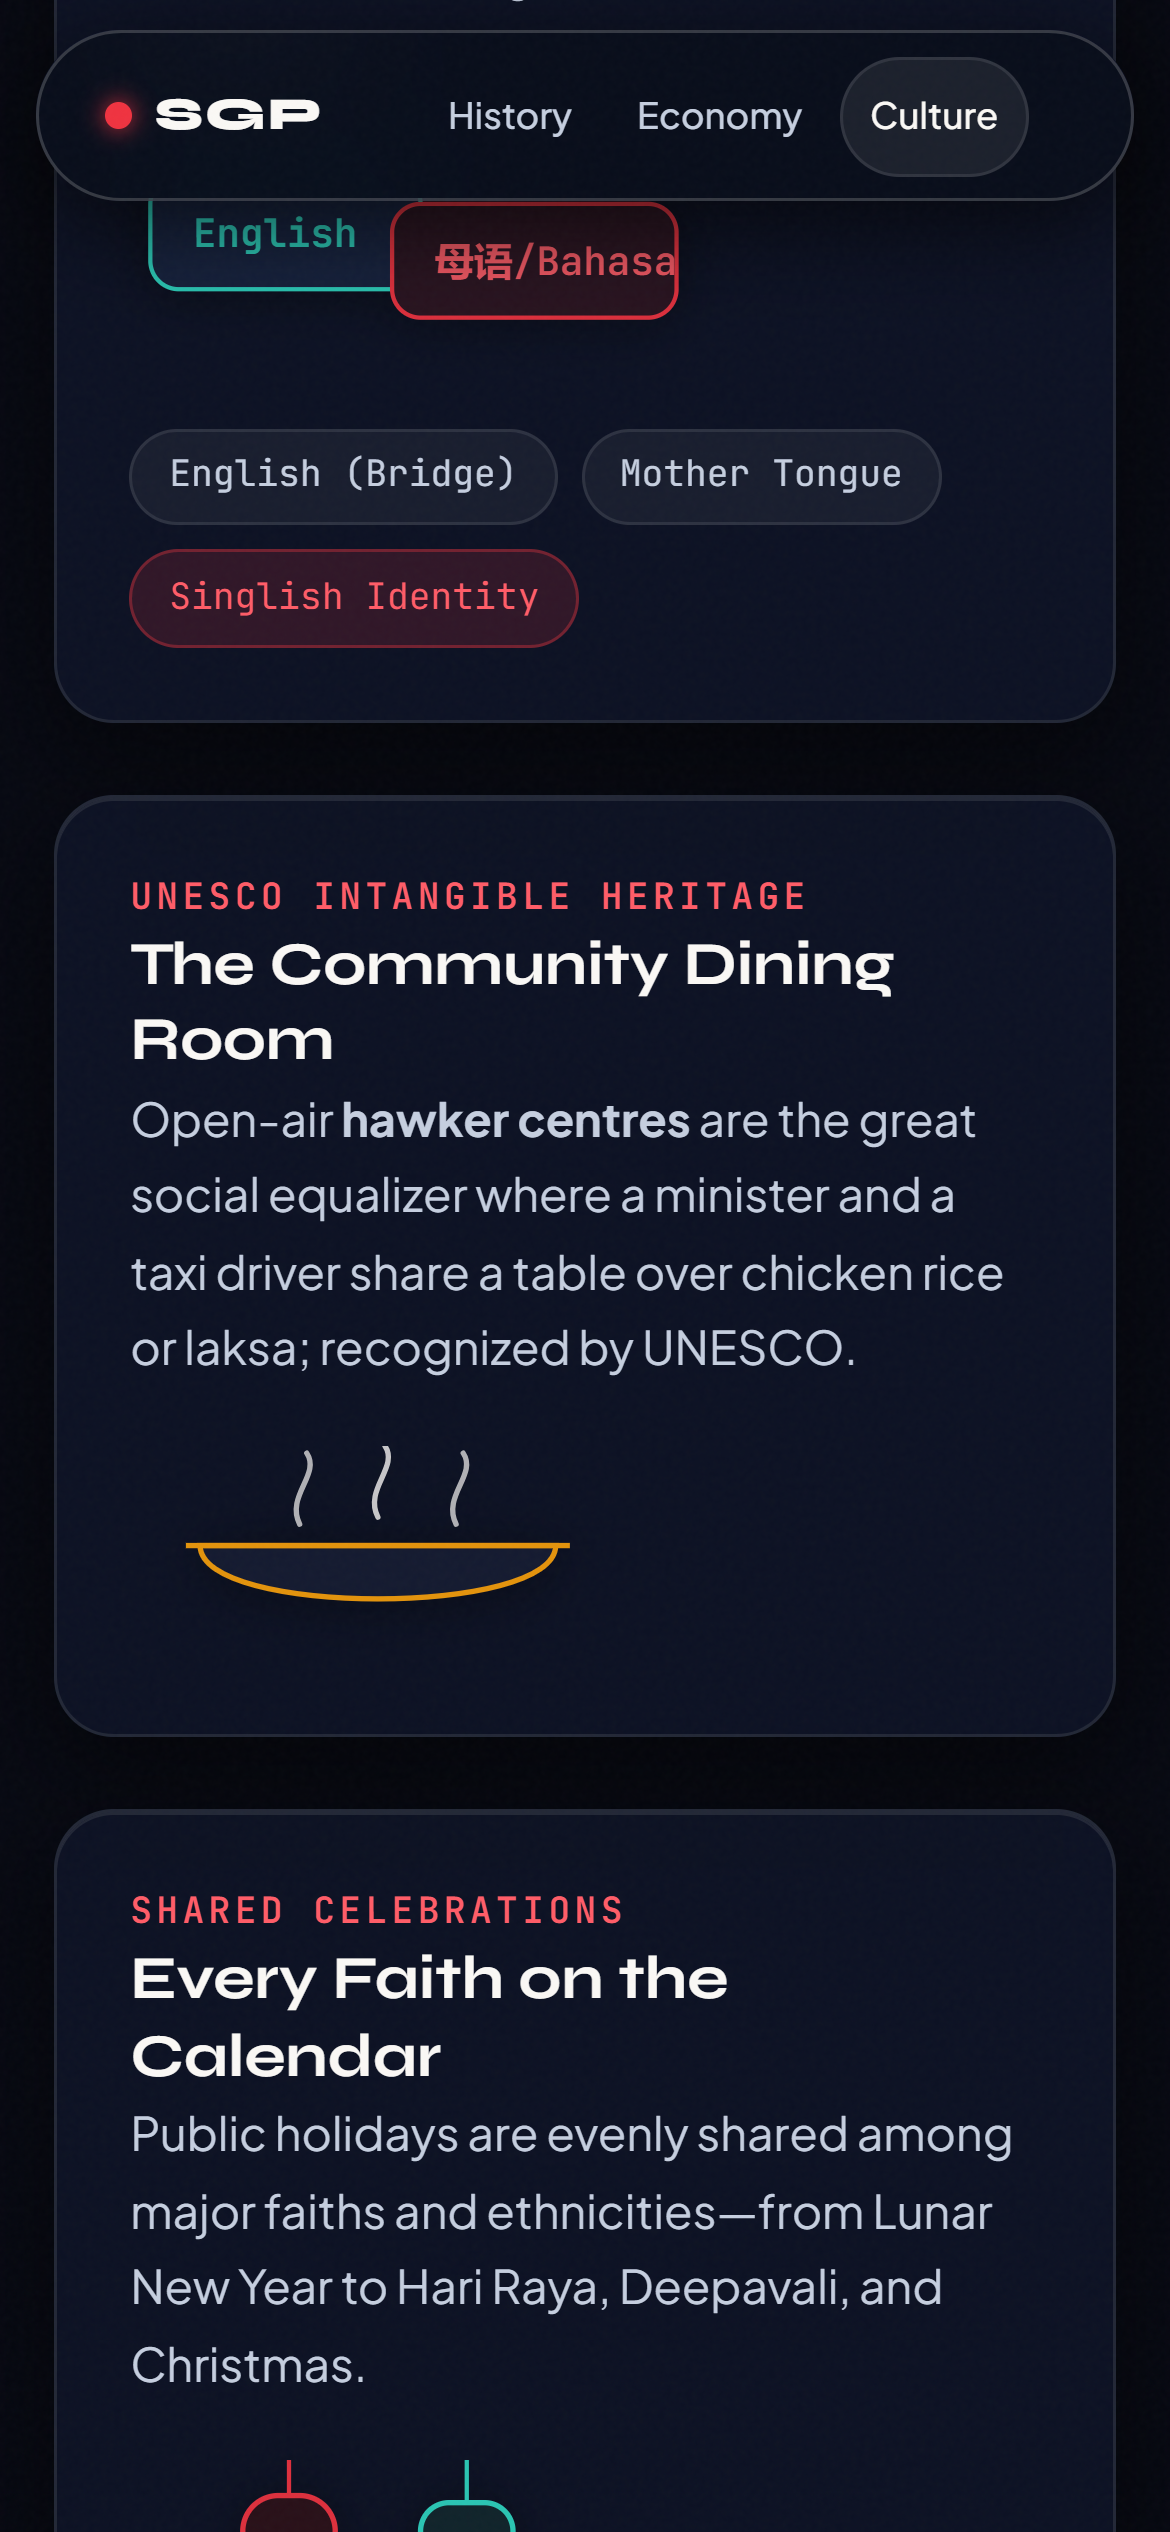 SGP
History
Economy
Culture
English
母语/Bahasa
English (Bridge)
Mother Tongue
Singlish Identity
UNESCO INTANGIBLE HERITAGE
The Community Dining
Room
Open-air hawker centres are the great
social equalizer where a minister and a
taxi driver share a table over chicken rice
or laksa; recognized by UNESCO.
SHARED CELEBRATIONS
Every Faith on the
Calendar
Public holidays are evenly shared among
major faiths and ethnicities—from Lunar
New Year to Hari Raya, Deepavali, and
Christmas.